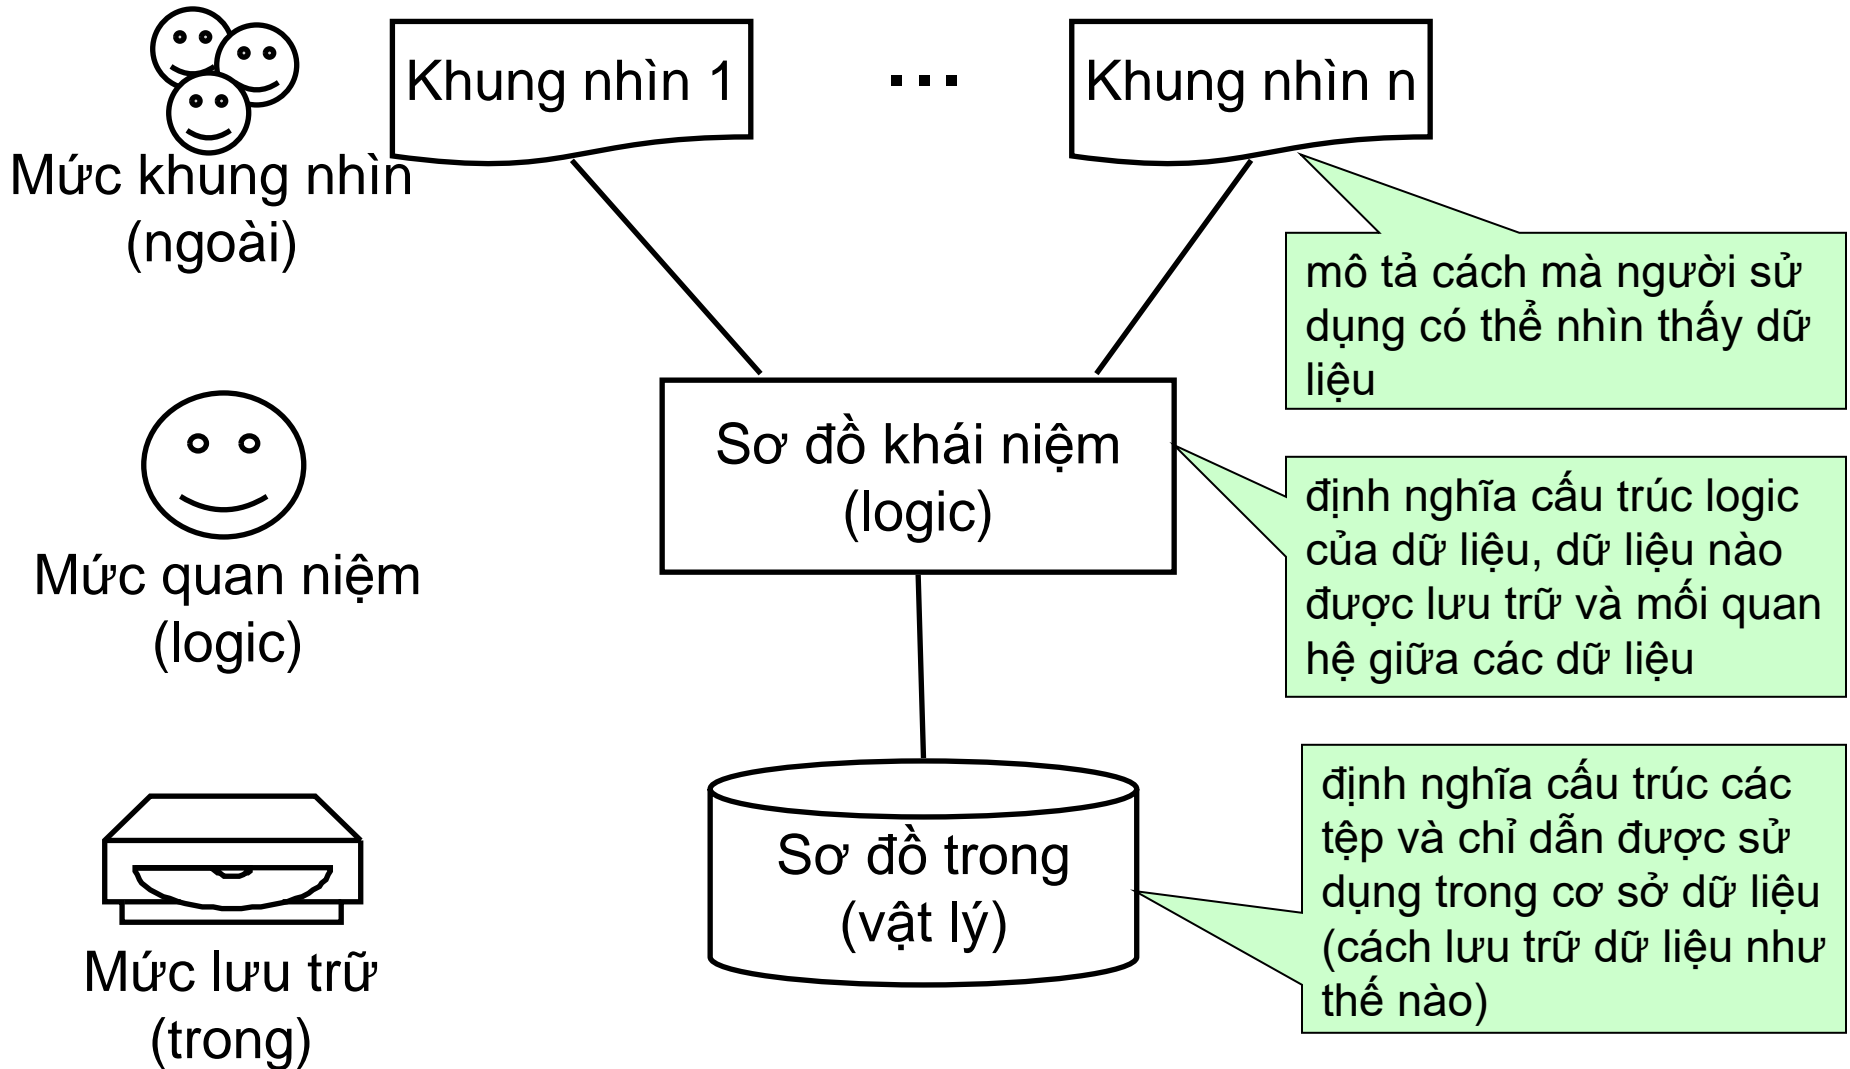 Khung nhìn 1
...
Khung nhìn n
Mức khung nhìn
(ngoài)
mô tả cách mà người sử
dụng có thể nhìn thấy dữ
liệu
Sơ đồ khái niệm
(logic)
Mức quan niệm
(logic)
định nghĩa cấu trúc logic
của dữ liệu, dữ liệu nào
được lưu trữ và mối quan
hệ giữa các dữ liệu
Sơ đồ trong
(vật lý)
Mức lưu trữ
(trong)
định nghĩa cấu trúc các
tệp và chỉ dẫn được sử
dụng trong cơ sở dữ liệu
(cách lưu trữ dữ liệu như
thế nào)